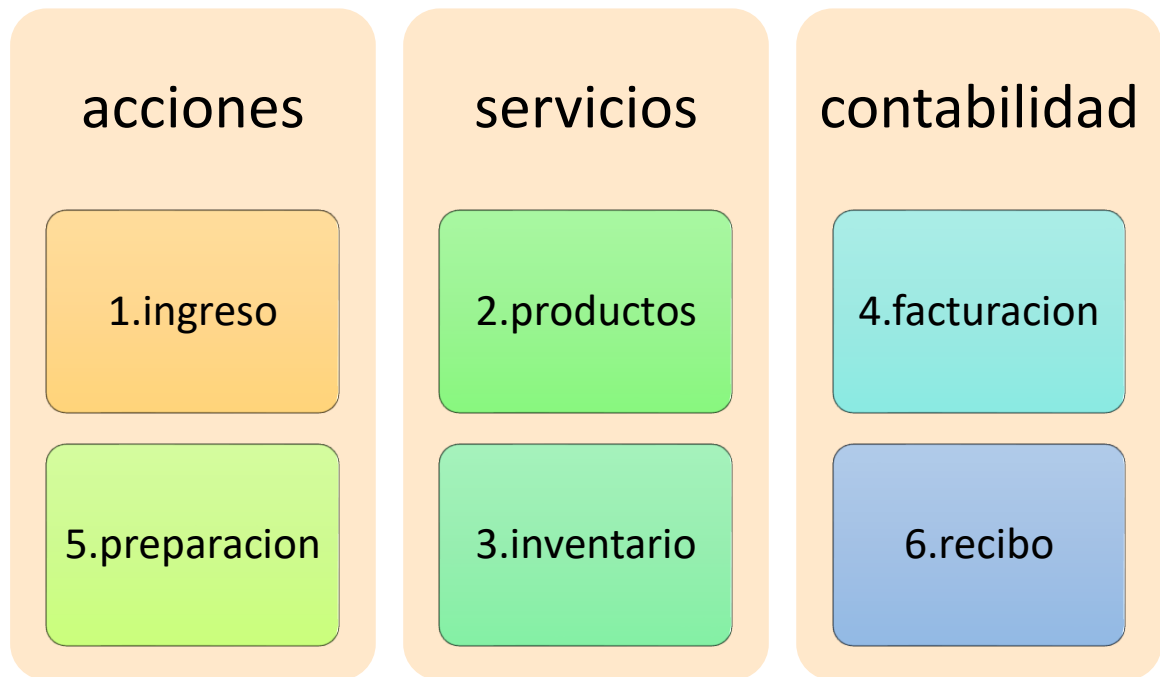 acciones
1.ingreso
5.preparacion
servicios
2.productos
3.inventario
contabilidad
4.facturacion
6.recibo